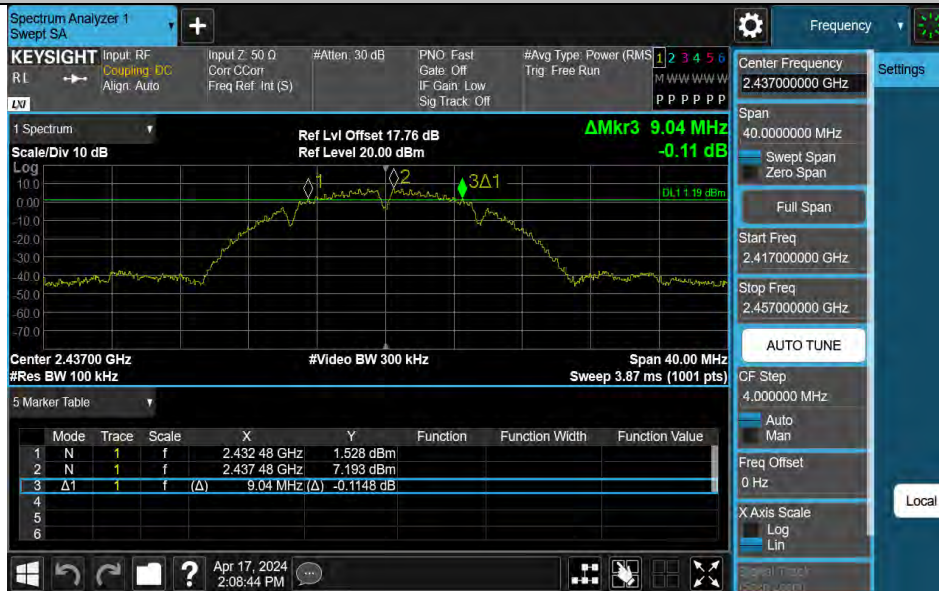 Spectrum Analyzer 1
Swept SA
+
Frequency
KEYSIGHT
RL
LXI
Input: RF
Coupling: DC
Align: Auto
Input Z: 50 Ω
Corr CCorr
Freq Ref: Int (S)
#Atten: 30 dB
PNO: Fast
Gate: Off
IF Gain: Low
Sig Track: Off
#Avg Type: Power (RMS
Trig: Free Run
1 2 3 4 5 6
M W W W W W
P P P P P P
1 Spectrum
Scale/Div 10 dB
Ref Lvl Offset 17.76 dB
Ref Level 20.00 dBm
ΔMkr3 9.04 MHz
-0.11 dB
Log
10.0
0.00
-10.0
-20.0
-30.0
-40.0
-50.0
-60.0
-70.0
1
2
3Δ1
DL1 1.19 dBm
Center 2.43700 GHz
#Video BW 300 kHz
Span 40.00 MHz
#Res BW 100 kHz
Sweep 3.87 ms (1001 pts)
5 Marker Table
Mode Trace Scale X Y Function Function Width Function Value
1 N 1 f 2.432 48 GHz 1.528 dBm
2 N 1 f 2.437 48 GHz 7.193 dBm
3 Δ1 1 f (Δ) 9.04 MHz (Δ) -0.1148 dB
4
5
6
?
Apr 17, 2024
2:08:44 PM
Center Frequency
2.437000000 GHz
Span
40.0000000 MHz
Swept Span
Zero Span
Full Span
Start Freq
2.417000000 GHz
Stop Freq
2.457000000 GHz
AUTO TUNE
CF Step
4.000000 MHz
Auto
Man
Freq Offset
0 Hz
X Axis Scale
Log
Lin
Signal Track
(Span Zoom)
Settings
Local